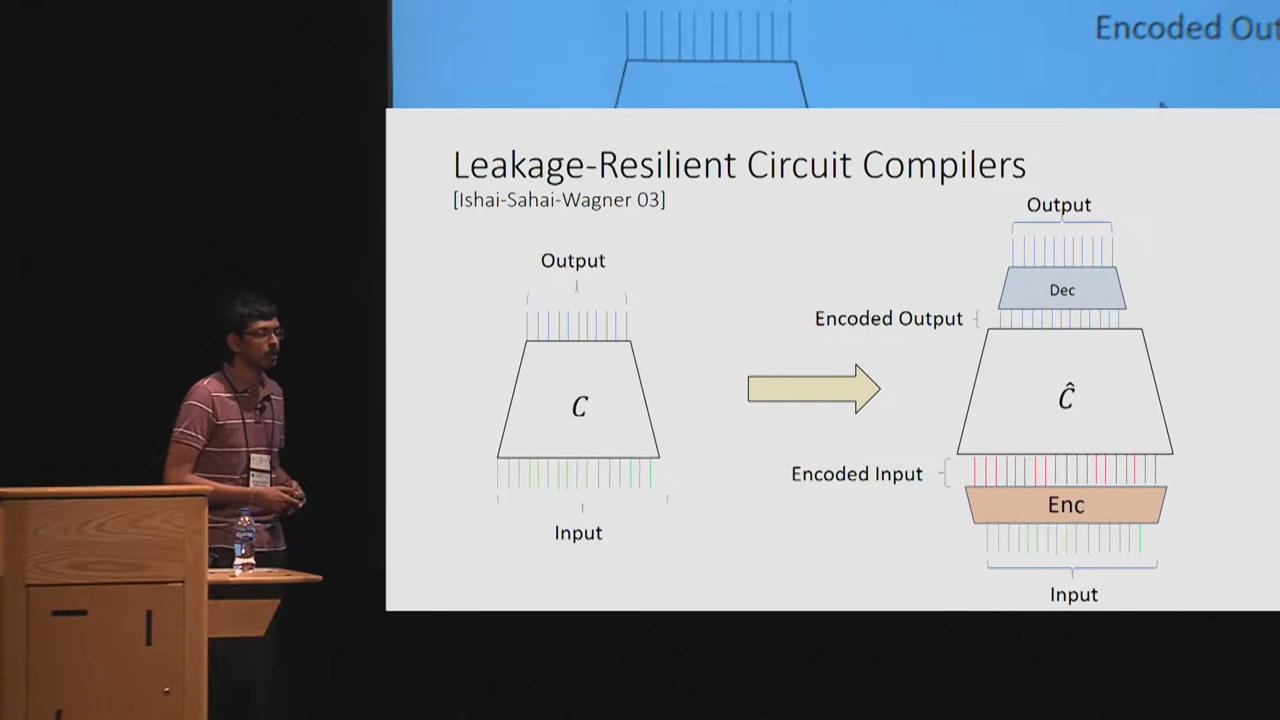 Encoded Out
Leakage-Resilient Circuit Compilers
[Ishai-Sahai-Wagner 03]
Output
Output
Dec
Encoded Output
C
Ĉ
Encoded Input
Enc
Input
Input